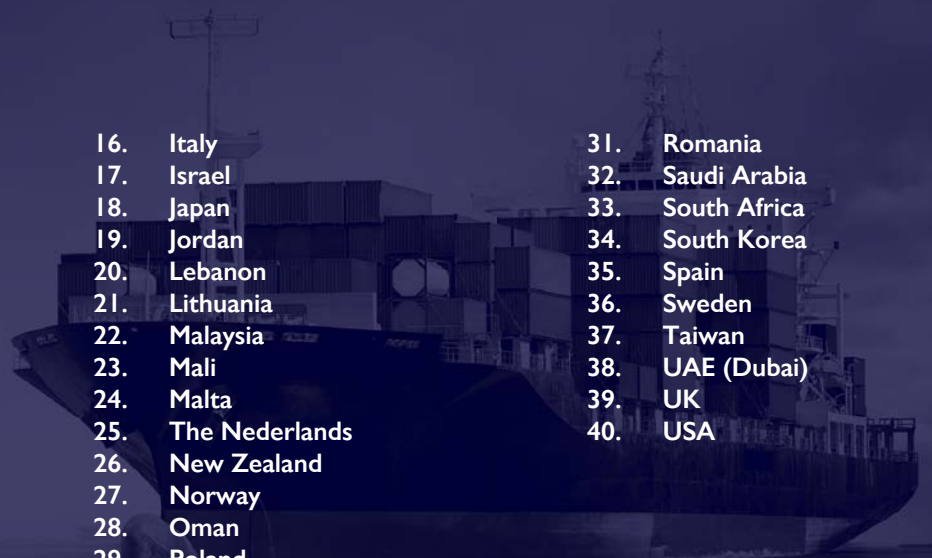 16. Italy
17. Israel
18. Japan
19. Jordan
20. Lebanon
21. Lithuania
22. Malaysia
23. Mali
24. Malta
25. The Nederlands
26. New Zealand
27. Norway
28. Oman
29. Poland
31. Romania
32. Saudi Arabia
33. South Africa
34. South Korea
35. Spain
36. Sweden
37. Taiwan
38. UAE (Dubai)
39. UK
40. USA